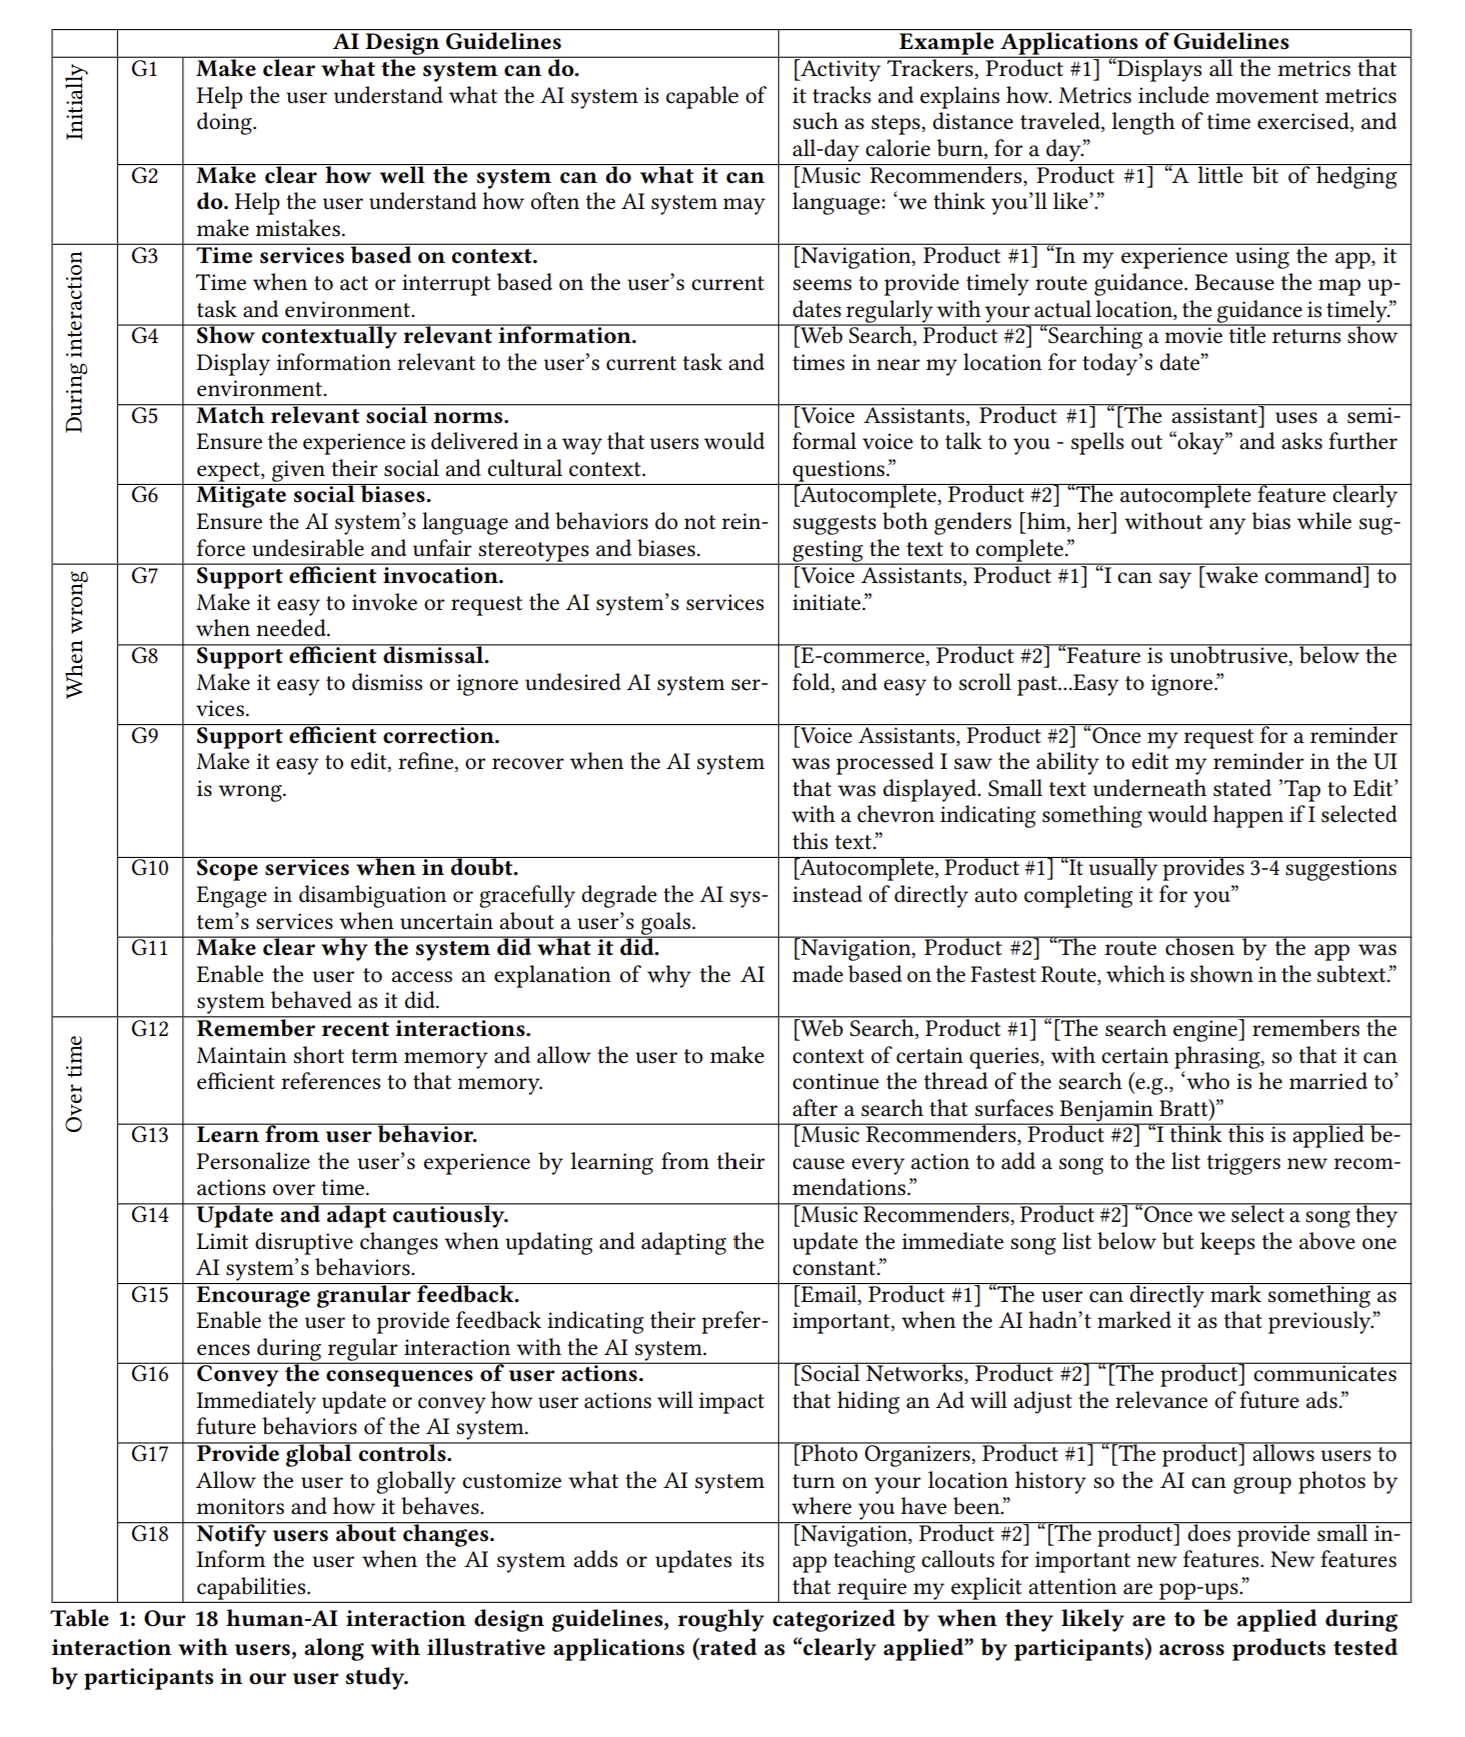 AI Design Guidelines
Example Applications of Guidelines
Initially
G1
Make clear what the system can do.
Help the user understand what the AI system is capable of
doing.
[Activity Trackers, Product #1] “Displays all the metrics that
it tracks and explains how. Metrics include movement metrics
such as steps, distance traveled, length of time exercised, and
all-day calorie burn, for a day.”
G2
Make clear how well the system can do what it can
do. Help the user understand how often the AI system may
make mistakes.
[Music Recommenders, Product #1] “A little bit of hedging
language: ‘we think you’ll like’.”
During interaction
G3
Time services based on context.
Time when to act or interrupt based on the user’s current
task and environment.
[Navigation, Product #1] “In my experience using the app, it
seems to provide timely route guidance. Because the map up-
dates regularly with your actual location, the guidance is timely.”
G4
Show contextually relevant information.
Display information relevant to the user’s current task and
environment.
[Web Search, Product #2] “Searching a movie title returns show
times in near my location for today’s date”
G5
Match relevant social norms.
Ensure the experience is delivered in a way that users would
expect, given their social and cultural context.
[Voice Assistants, Product #1] “[The assistant] uses a semi-
formal voice to talk to you - spells out “okay” and asks further
questions.”
G6
Mitigate social biases.
Ensure the AI system’s language and behaviors do not rein-
force undesirable and unfair stereotypes and biases.
[Autocomplete, Product #2] “The autocomplete feature clearly
suggests both genders [him, her] without any bias while sug-
gesting the text to complete.”
When wrong
G7
Support efficient invocation.
Make it easy to invoke or request the AI system’s services
when needed.
[Voice Assistants, Product #1] “I can say [wake command] to
initiate.”
G8
Support efficient dismissal.
Make it easy to dismiss or ignore undesired AI system ser-
vices.
[E-commerce, Product #2] “Feature is unobtrusive, below the
fold, and easy to scroll past...Easy to ignore.”
G9
Support efficient correction.
Make it easy to edit, refine, or recover when the AI system
is wrong.
[Voice Assistants, Product #2] “Once my request for a reminder
was processed I saw the ability to edit my reminder in the UI
that was displayed. Small text underneath stated ’Tap to Edit’
with a chevron indicating something would happen if I selected
this text.”
G10
Scope services when in doubt.
Engage in disambiguation or gracefully degrade the AI sys-
tem’s services when uncertain about a user’s goals.
[Autocomplete, Product #1] “It usually provides 3-4 suggestions
instead of directly auto completing it for you”
G11
Make clear why the system did what it did.
Enable the user to access an explanation of why the AI
system behaved as it did.
[Navigation, Product #2] “The route chosen by the app was
made based on the Fastest Route, which is shown in the subtext.”
Over time
G12
Remember recent interactions.
Maintain short term memory and allow the user to make
efficient references to that memory.
[Web Search, Product #1] “[The search engine] remembers the
context of certain queries, with certain phrasing, so that it can
continue the thread of the search (e.g., ‘who is he married to’
after a search that surfaces Benjamin Bratt)”
G13
Learn from user behavior.
Personalize the user’s experience by learning from their
actions over time.
[Music Recommenders, Product #2] “I think this is applied be-
cause every action to add a song to the list triggers new recom-
mendations.”
G14
Update and adapt cautiously.
Limit disruptive changes when updating and adapting the
AI system’s behaviors.
[Music Recommenders, Product #2] “Once we select a song they
update the immediate song list below but keeps the above one
constant.”
G15
Encourage granular feedback.
Enable the user to provide feedback indicating their prefer-
ences during regular interaction with the AI system.
[Email, Product #1] “The user can directly mark something as
important, when the AI hadn’t marked it as that previously.”
G16
Convey the consequences of user actions.
Immediately update or convey how user actions will impact
future behaviors of the AI system.
[Social Networks, Product #2] “[The product] communicates
that hiding an Ad will adjust the relevance of future ads.”
G17
Provide global controls.
Allow the user to globally customize what the AI system
monitors and how it behaves.
[Photo Organizers, Product #1] “[The product] allows users to
turn on your location history so the AI can group photos by
where you have been.”
G18
Notify users about changes.
Inform the user when the AI system adds or updates its
capabilities.
[Navigation, Product #2] “[The product] does provide small in-
app teaching callouts for important new features. New features
that require my explicit attention are pop-ups.”
Table 1: Our 18 human-AI interaction design guidelines, roughly categorized by when they likely are to be applied during
interaction with users, along with illustrative applications (rated as “clearly applied” by participants) across products tested
by participants in our user study.